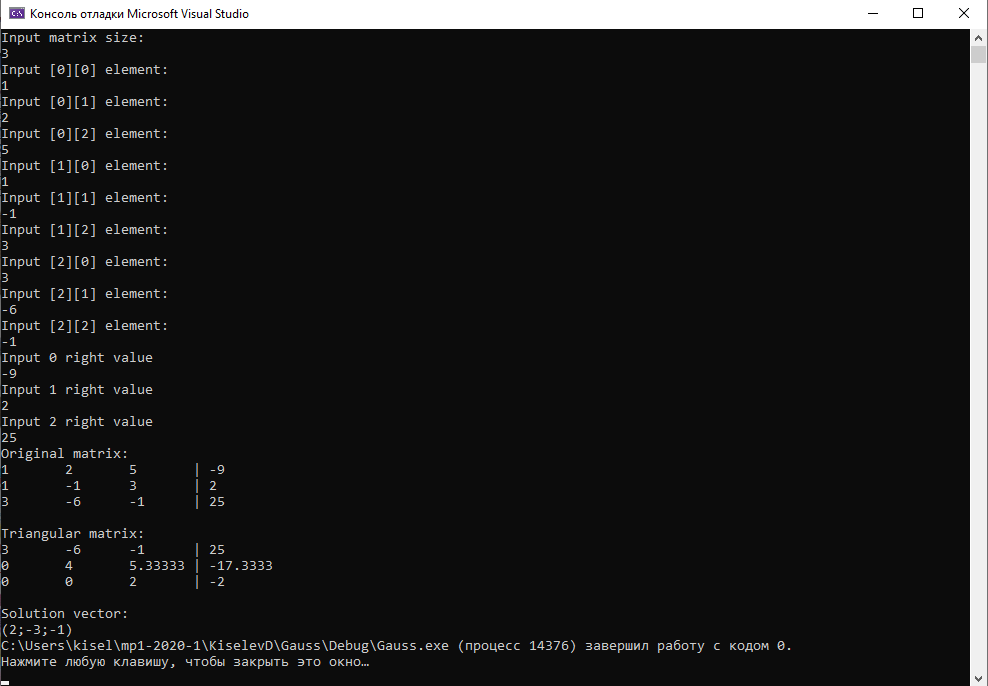 Консоль отладки Microsoft Visual Studio
Input matrix size:
3
Input [0][0] element:
1
Input [0][1] element:
2
Input [0][2] element:
5
Input [1][0] element:
1
Input [1][1] element:
-1
Input [1][2] element:
3
Input [2][0] element:
3
Input [2][1] element:
-6
Input [2][2] element:
-1
Input 0 right value
-9
Input 1 right value
2
Input 2 right value
25
Original matrix:
1 2 5 | -9
1 -1 3 | 2
3 -6 -1 | 25
Triangular matrix:
3 -6 -1 | 25
0 4 5.33333 | -17.3333
0 0 2 | -2
Solution vector:
(2;-3;-1)
C:\Users\kisel\mp1-2020-1\KiselevD\Gauss\Debug\Gauss.exe (процесс 14376) завершил работу с кодом 0.
Нажмите любую клавишу, чтобы закрыть это окно…